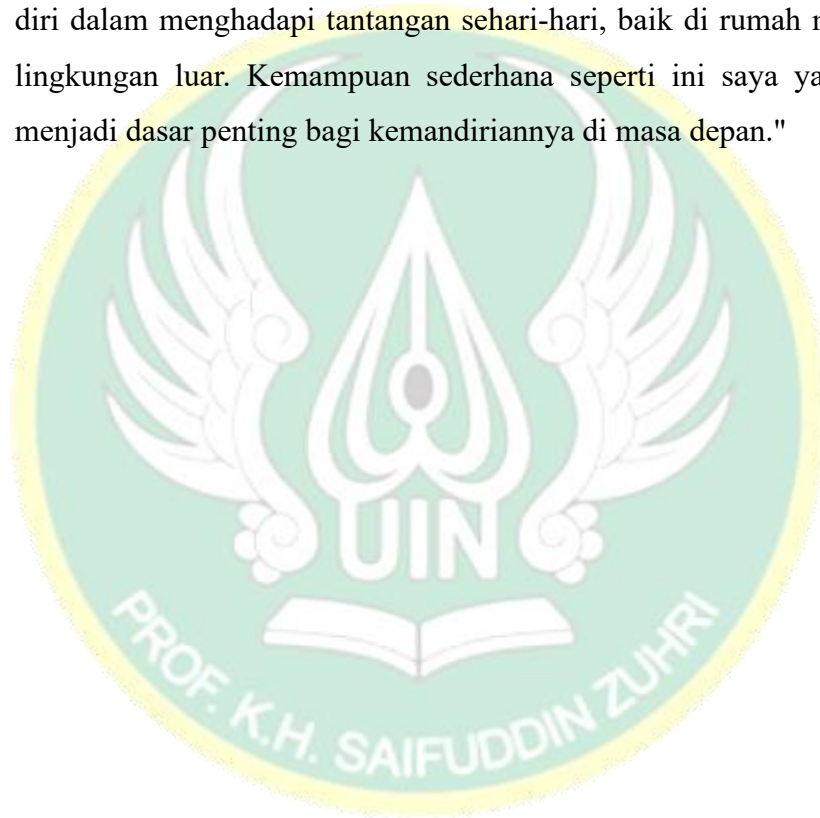 diri dalam menghadapi tantangan sehari-hari, baik di rumah
lingkungan luar. Kemampuan sederhana seperti ini saya
menjadi dasar penting bagi kemandiriannya di masa depan."
UIN
PROF. K.H. SAIFUDDIN ZUHRI